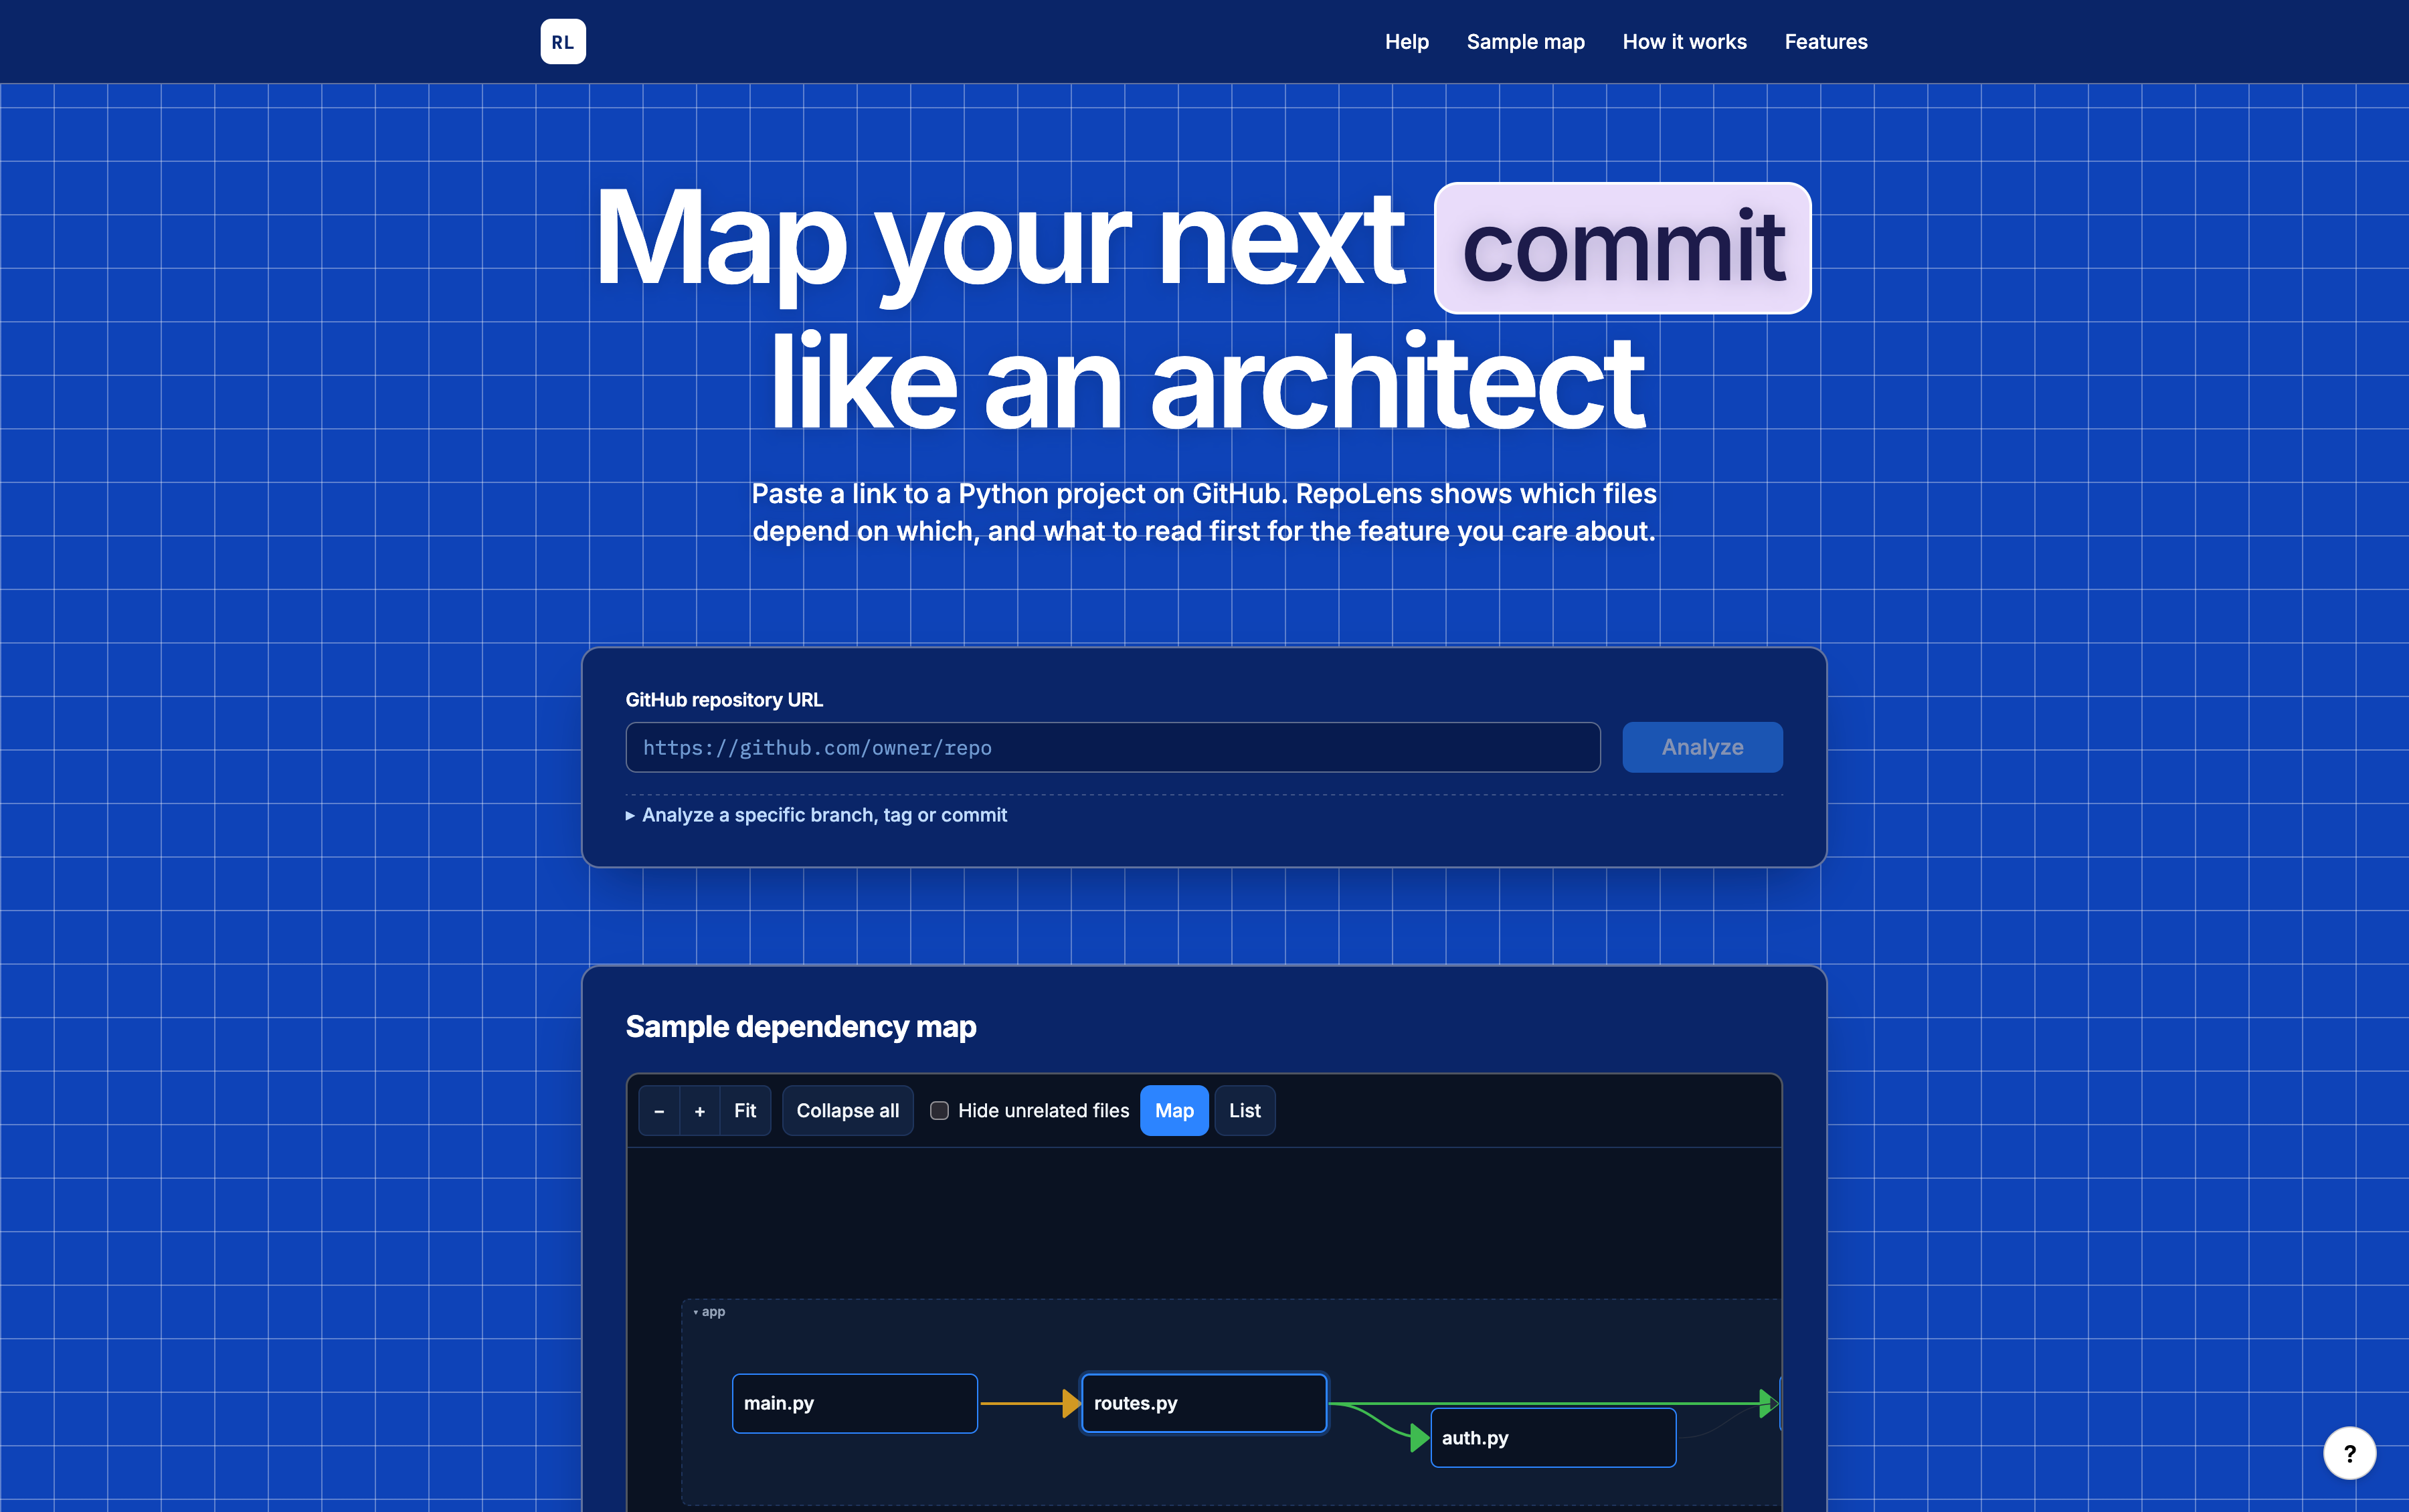 RL
Help Sample map How it works Features
Map your next commit
like an architect
Paste a link to a Python project on GitHub. RepoLens shows which files
depend on which, and what to read first for the feature you care about.
GitHub repository URL
https://github.com/owner/repo Analyze
▸ Analyze a specific branch, tag or commit
Sample dependency map
− + Fit Collapse all Hide unrelated files Map List
▾ app
main.py routes.py
auth.py
?